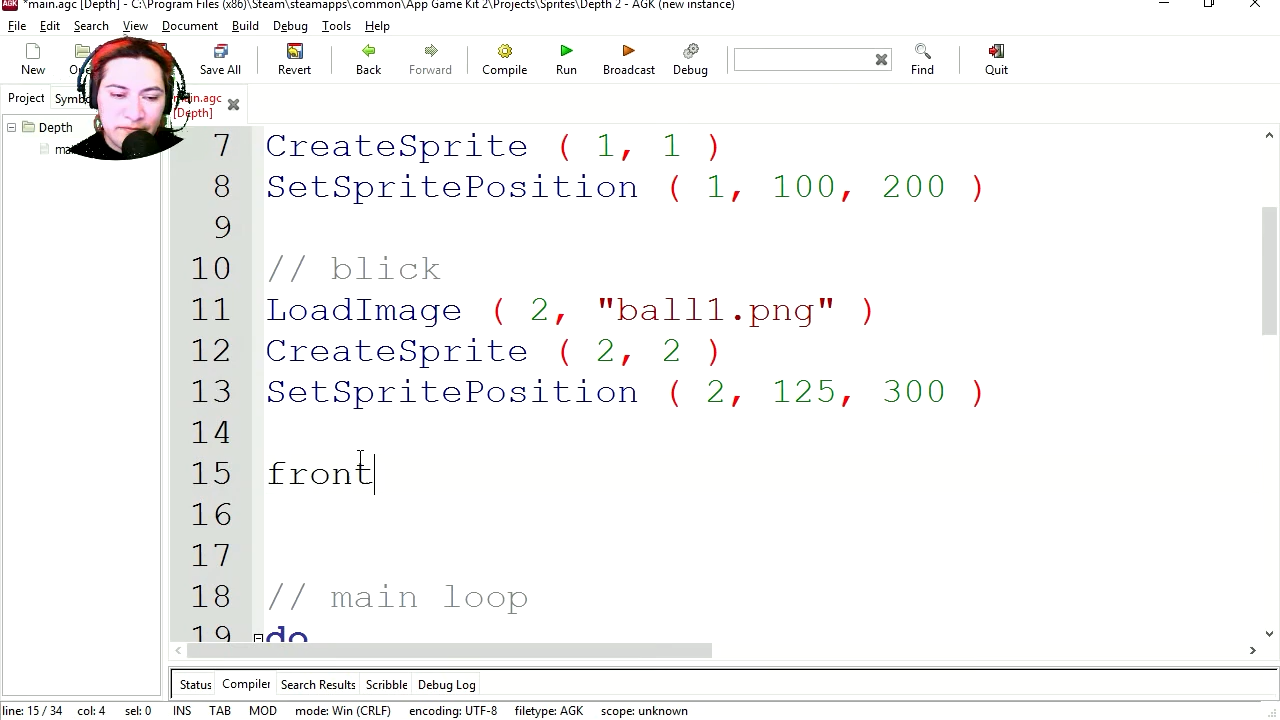 *main.agc [Depth] - C:\Program Files (x86)\Steam\steamapps\common\App Game Kit 2\Projects\Sprites\Depth 2 - AGK (new instance)
File Edit Search View Document Build Debug Tools Help
New Save All Revert Back Forward Compile Run Broadcast Debug Find Quit
Project main.agc
[Depth]
Depth
7 CreateSprite ( 1, 1 )
8 SetSpritePosition ( 1, 100, 200 )
9
10 // blick
11 LoadImage ( 2, "ball1.png" )
12 CreateSprite ( 2, 2 )
13 SetSpritePosition ( 2, 125, 300 )
14
15 front
16
17
18 // main loop
19 do
Status Compiler Search Results Scribble Debug Log
line: 15 / 34 col: 4 sel: 0 INS TAB MOD mode: Win (CRLF) encoding: UTF-8 filetype: AGK scope: unknown